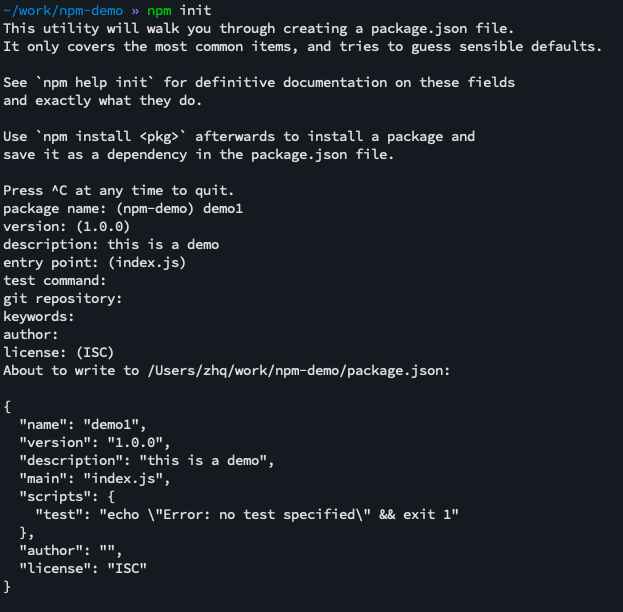 ~/work/npm-demo » npm init
This utility will walk you through creating a package.json file.
It only covers the most common items, and tries to guess sensible defaults.
See `npm help init` for definitive documentation on these fields
and exactly what they do.
Use `npm install <pkg>` afterwards to install a package and
save it as a dependency in the package.json file.
Press ^C at any time to quit.
package name: (npm-demo) demo1
version: (1.0.0)
description: this is a demo
entry point: (index.js)
test command:
git repository:
keywords:
author:
license: (ISC)
About to write to /Users/zhq/work/npm-demo/package.json:
{
  "name": "demo1",
  "version": "1.0.0",
  "description": "this is a demo",
  "main": "index.js",
  "scripts": {
    "test": "echo \"Error: no test specified\" && exit 1"
  },
  "author": "",
  "license": "ISC"
}